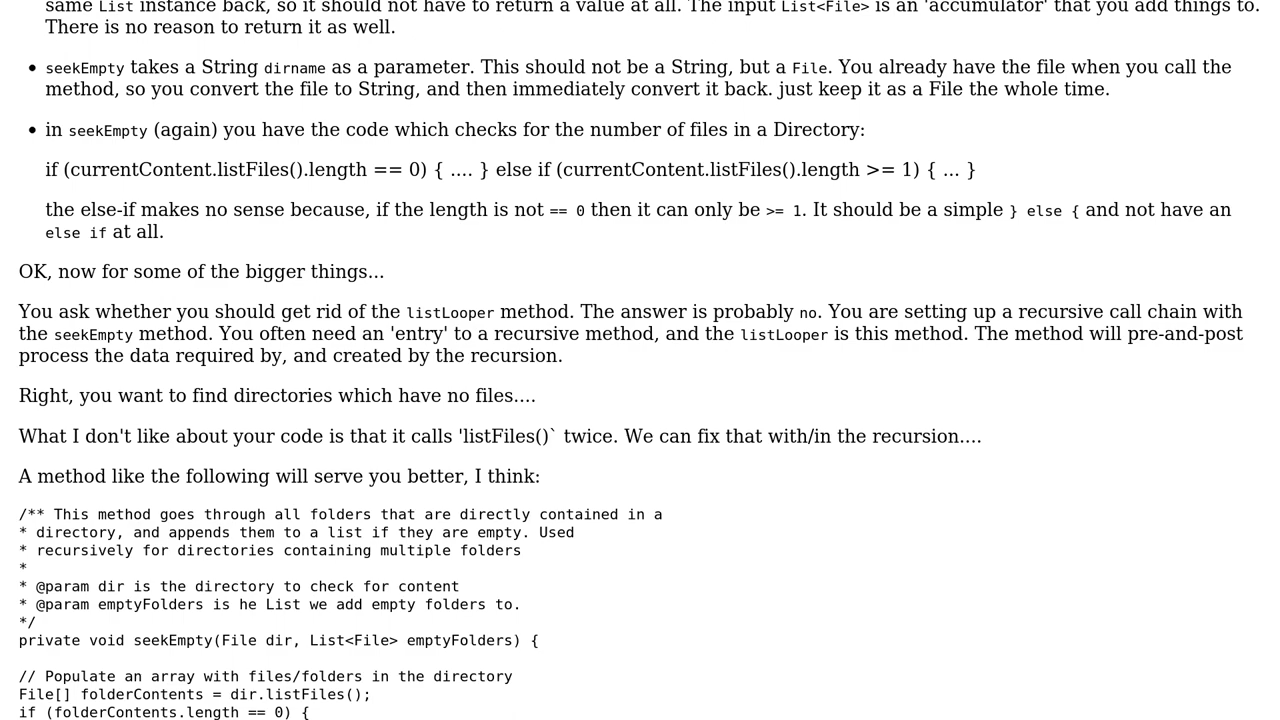 same List instance back, so it should not have to return a value at all. The input List<File> is an 'accumulator' that you add things to.
There is no reason to return it as well.
seekEmpty takes a String dirname as a parameter. This should not be a String, but a File. You already have the file when you call the
method, so you convert the file to String, and then immediately convert it back. just keep it as a File the whole time.
in seekEmpty (again) you have the code which checks for the number of files in a Directory:
if (currentContent.listFiles().length == 0) { .... } else if (currentContent.listFiles().length >= 1) { ... }
the else-if makes no sense because, if the length is not == 0 then it can only be >= 1. It should be a simple } else { and not have an
else if at all.
OK, now for some of the bigger things...
You ask whether you should get rid of the listLooper method. The answer is probably no. You are setting up a recursive call chain with
the seekEmpty method. You often need an 'entry' to a recursive method, and the listLooper is this method. The method will pre-and-post
process the data required by, and created by the recursion.
Right, you want to find directories which have no files....
What I don't like about your code is that it calls 'listFiles()` twice. We can fix that with/in the recursion....
A method like the following will serve you better, I think:
/** This method goes through all folders that are directly contained in a
* directory, and appends them to a list if they are empty. Used
* recursively for directories containing multiple folders
*
* @param dir is the directory to check for content
* @param emptyFolders is he List we add empty folders to.
*/
private void seekEmpty(File dir, List<File> emptyFolders) {
// Populate an array with files/folders in the directory
File[] folderContents = dir.listFiles();
if (folderContents.length == 0) {